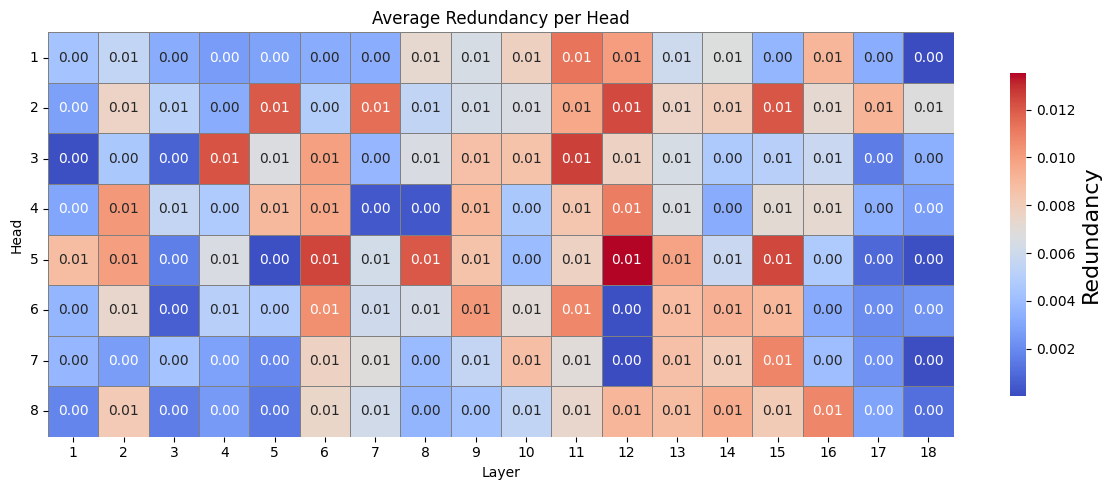 Average Redundancy per Head
1 0.00 0.01 0.00 0.00 0.00 0.00 0.00 0.01 0.01 0.01 0.01 0.01 0.01 0.01 0.00 0.01 0.00 0.00
2 0.00 0.01 0.01 0.00 0.01 0.00 0.01 0.01 0.01 0.01 0.01 0.01 0.01 0.01 0.01 0.01 0.01 0.01
3 0.00 0.00 0.00 0.01 0.01 0.01 0.00 0.01 0.01 0.01 0.01 0.01 0.01 0.00 0.01 0.01 0.00 0.00
4 0.00 0.01 0.01 0.00 0.01 0.01 0.00 0.00 0.01 0.00 0.01 0.01 0.01 0.00 0.01 0.01 0.00 0.00
5 0.01 0.01 0.00 0.01 0.00 0.01 0.01 0.01 0.01 0.00 0.01 0.01 0.01 0.01 0.01 0.00 0.00 0.00
6 0.00 0.01 0.00 0.01 0.00 0.01 0.01 0.01 0.01 0.01 0.01 0.00 0.01 0.01 0.01 0.00 0.00 0.00
7 0.00 0.00 0.00 0.00 0.00 0.01 0.01 0.00 0.01 0.01 0.01 0.00 0.01 0.01 0.01 0.00 0.00 0.00
8 0.00 0.01 0.00 0.00 0.00 0.01 0.01 0.00 0.00 0.01 0.01 0.01 0.01 0.01 0.01 0.01 0.00 0.00
Head
1 2 3 4 5 6 7 8 9 10 11 12 13 14 15 16 17 18
Layer
0.012
0.010
0.008
0.006
0.004
0.002
Redundancy